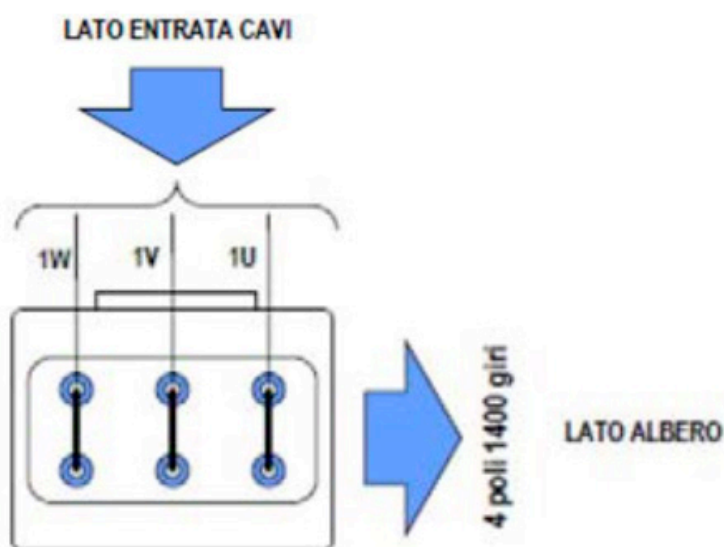 LATO ENTRATA CAVI
1W
1V
1U
4 poli 1400 giri
LATO ALBERO